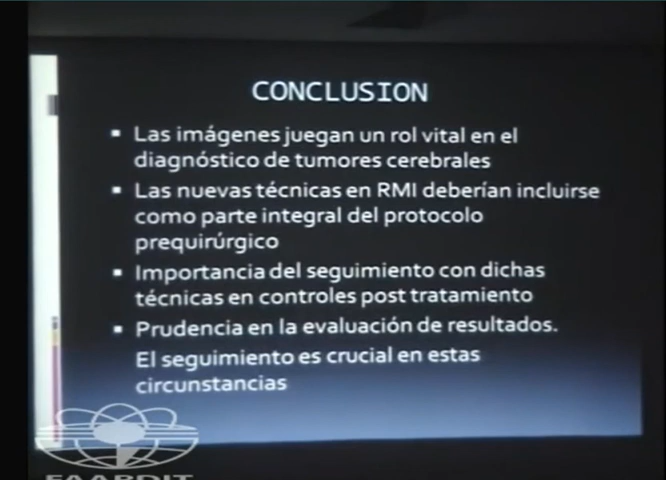 CONCLUSION
▪ Las imágenes juegan un rol vital en el
diagnóstico de tumores cerebrales
▪ Las nuevas técnicas en RMI deberían incluirse
como parte integral del protocolo
prequirúrgico
▪ Importancia del seguimiento con dichas
técnicas en controles post tratamiento
▪ Prudencia en la evaluación de resultados.
El seguimiento es crucial en estas
circunstancias
FAARDIT